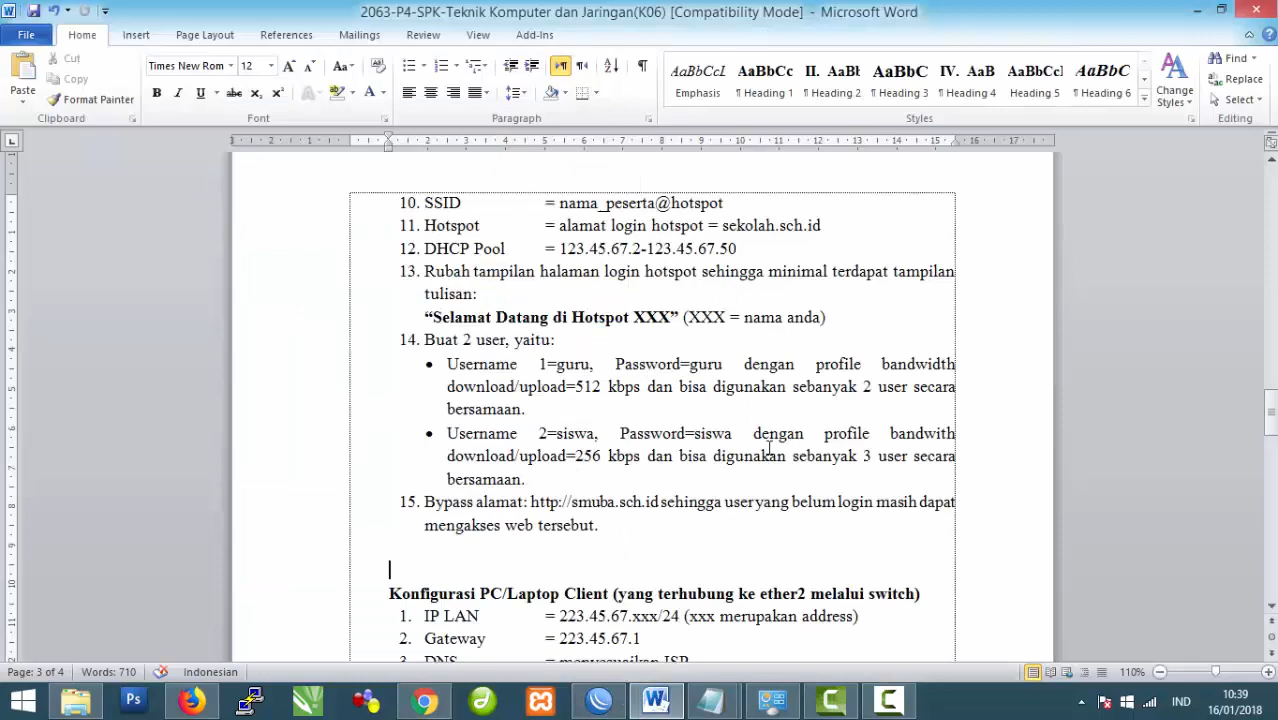 2063-P4-SPK-Teknik Komputer dan Jaringan(K06) [Compatibility Mode] - Microsoft Word
File Home Insert Page Layout References Mailings Review View Add-Ins
Paste
Cut
Copy
Format Painter
Clipboard
Times New Rom 12
Font
Paragraph
AaBbCcI AaBbCc II. AaBl AaBbCc IV. AaB AaBbCcl AaBbC
Emphasis ¶ Heading 1 ¶ Heading 2 ¶ Heading 3 ¶ Heading 4 Heading 5 ¶ Heading 6
Styles
Change Styles
Find
Replace
Select
Editing
10. SSID = nama_peserta@hotspot
11. Hotspot = alamat login hotspot = sekolah.sch.id
12. DHCP Pool = 123.45.67.2-123.45.67.50
13. Rubah tampilan halaman login hotspot sehingga minimal terdapat tampilan
tulisan:
“Selamat Datang di Hotspot XXX” (XXX = nama anda)
14. Buat 2 user, yaitu:
• Username 1=guru, Password=guru dengan profile bandwidth
download/upload=512 kbps dan bisa digunakan sebanyak 2 user secara
bersamaan.
• Username 2=siswa, Password=siswa dengan profile bandwith
download/upload=256 kbps dan bisa digunakan sebanyak 3 user secara
bersamaan.
15. Bypass alamat: http://smuba.sch.id sehingga user yang belum login masih dapat
mengakses web tersebut.
Konfigurasi PC/Laptop Client (yang terhubung ke ether2 melalui switch)
1. IP LAN = 223.45.67.xxx/24 (xxx merupakan address)
2. Gateway = 223.45.67.1
3. DNS = menyesuaikan ISP
Page: 3 of 4 Words: 710 Indonesian 110%
IND
10:39
16/01/2018